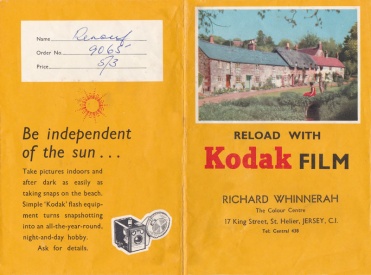 Name Renouf
Order No. 9065
Price 5/3
Be independent
of the sun . . .
Take pictures indoors and
after dark as easily as
taking snaps on the beach.
Simple 'Kodak' flash equip-
ment turns snapshotting
into an all-the-year-round,
night-and-day hobby.
Ask for details.
RELOAD WITH
Kodak FILM
RICHARD WHINNERAH
The Colour Centre
17 King Street, St. Helier, JERSEY, C.I.
Tel: Central 438